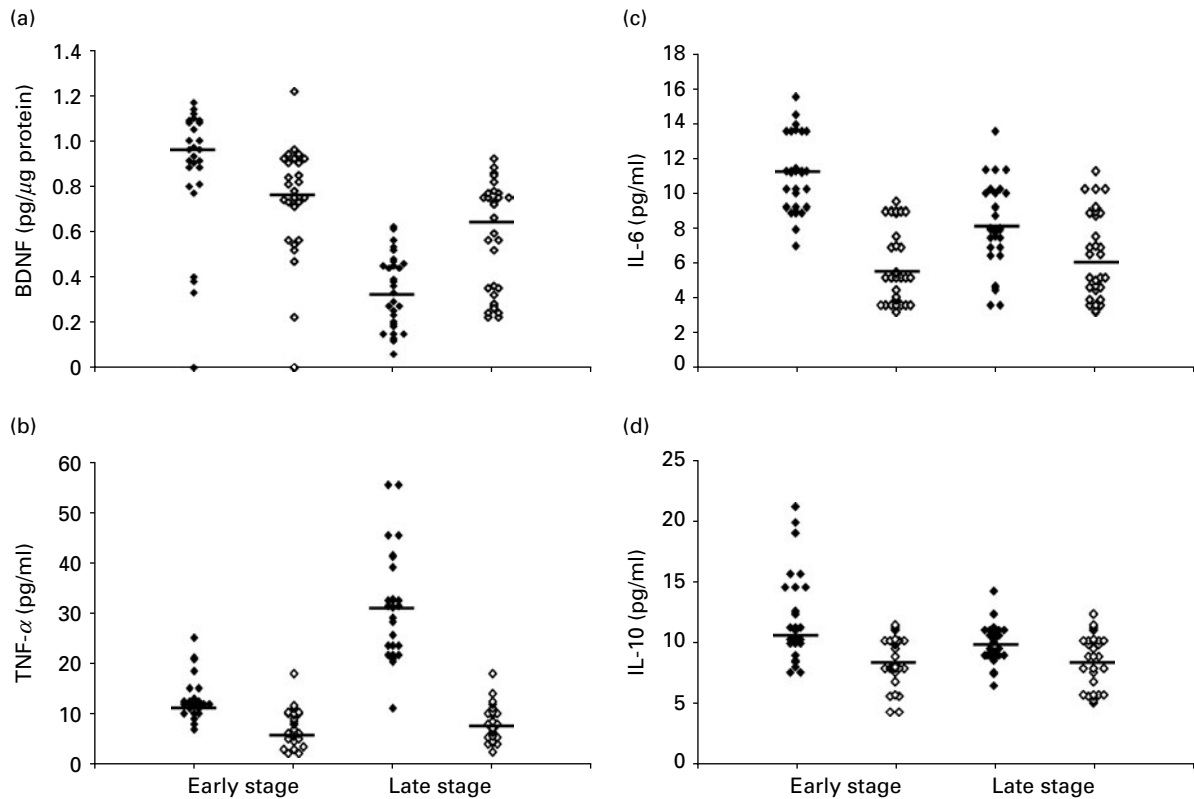 (a)
BDNF (pg/μg protein)
1.4
1.2
1.0
0.8
0.6
0.4
0.2
0
(c)
IL-6 (pg/ml)
18
16
14
12
10
8
6
4
2
0
(b)
TNF-α (pg/ml)
60
50
40
30
20
10
0
Early stage
Late stage
(d)
IL-10 (pg/ml)
25
20
15
10
5
0
Early stage
Late stage